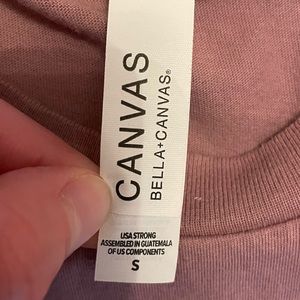 CANVAS
BELLA+CANVAS®
USA STRONG
ASSEMBLED IN GUATEMALA
OF US COMPONENTS
S